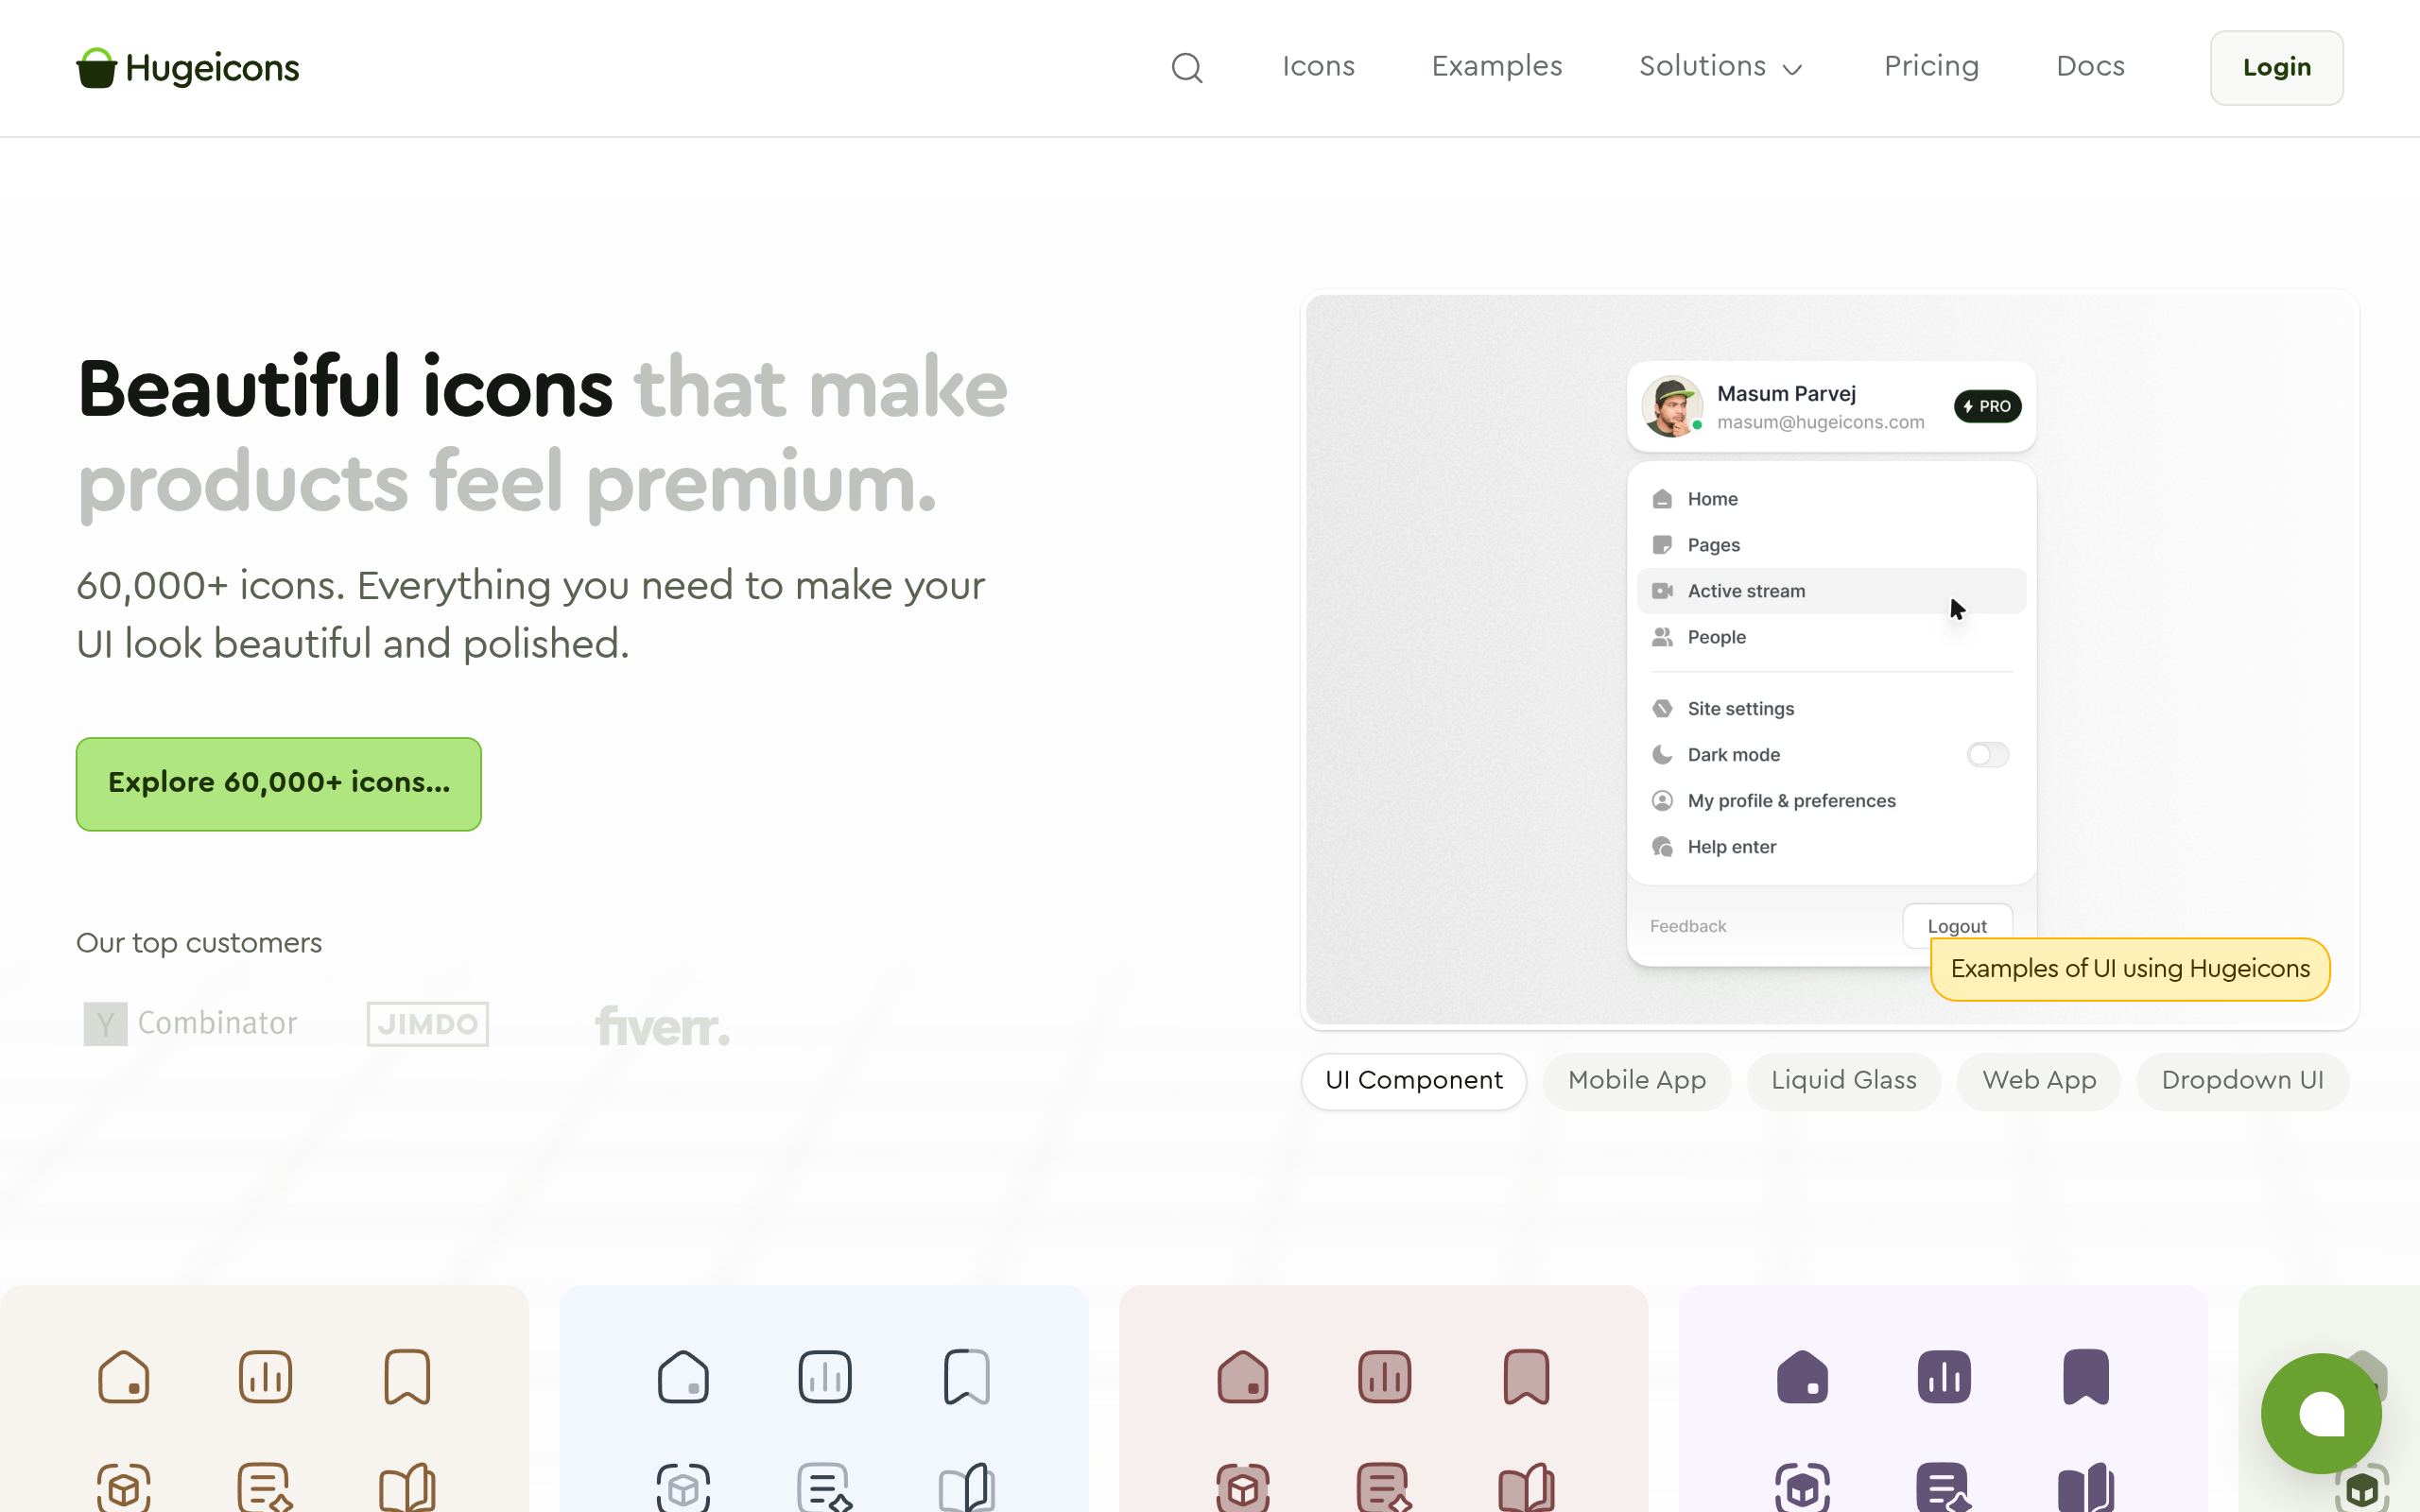 Hugeicons
Icons
Examples
Solutions
Pricing
Docs
Login
Beautiful icons that make
products feel premium.
60,000+ icons. Everything you need to make your
UI look beautiful and polished.
Explore 60,000+ icons...
Our top customers
Y Combinator
JIMDO
fiverr.
Masum Parvej
masum@hugeicons.com
PRO
Home
Pages
Active stream
People
Site settings
Dark mode
My profile & preferences
Help enter
Feedback
Logout
Examples of UI using Hugeicons
UI Component
Mobile App
Liquid Glass
Web App
Dropdown UI